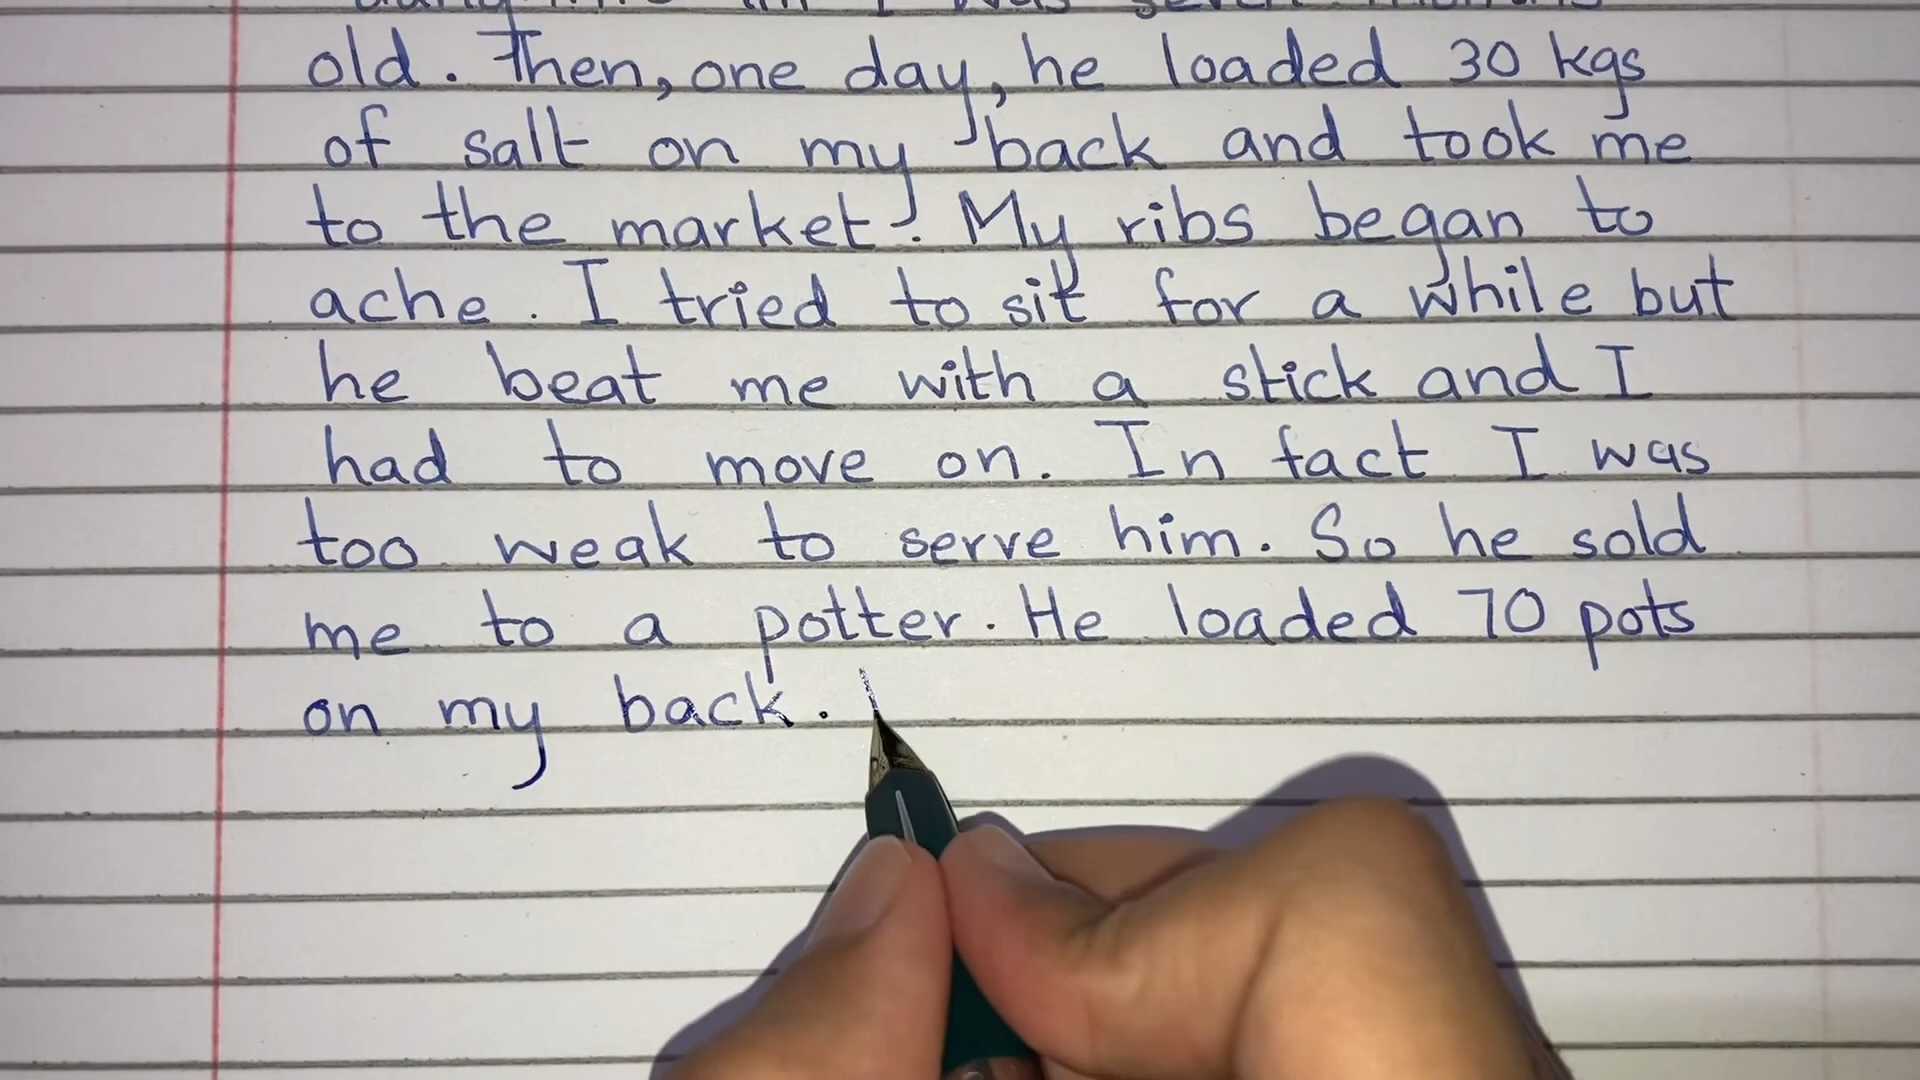 I was seven
old. Then, one day, he loaded 30 kgs
of salt on my back and took me
to the market. My ribs began to
ache. I tried to sit for a while but
he beat me with a stick and I
had to move on. In fact I was
too weak to serve him. So he sold
me to a potter. He loaded 70 pots
on my back.